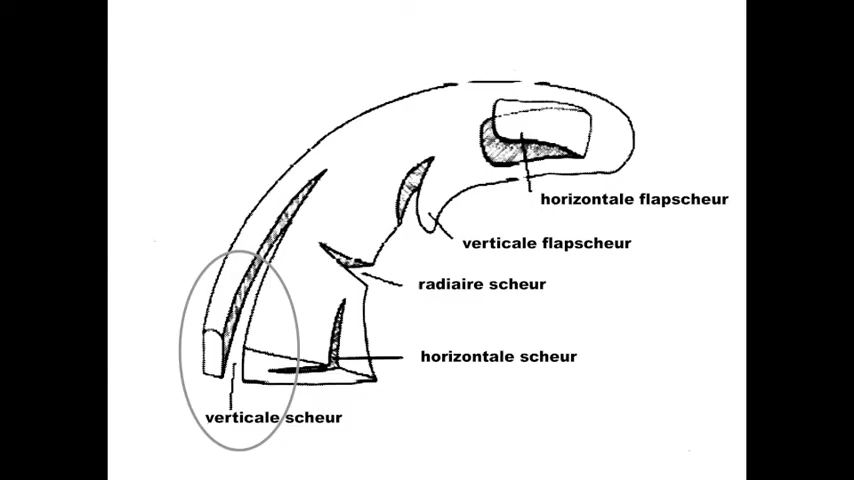 horizontale flapscheur
verticale flapscheur
radiaire scheur
horizontale scheur
verticale scheur